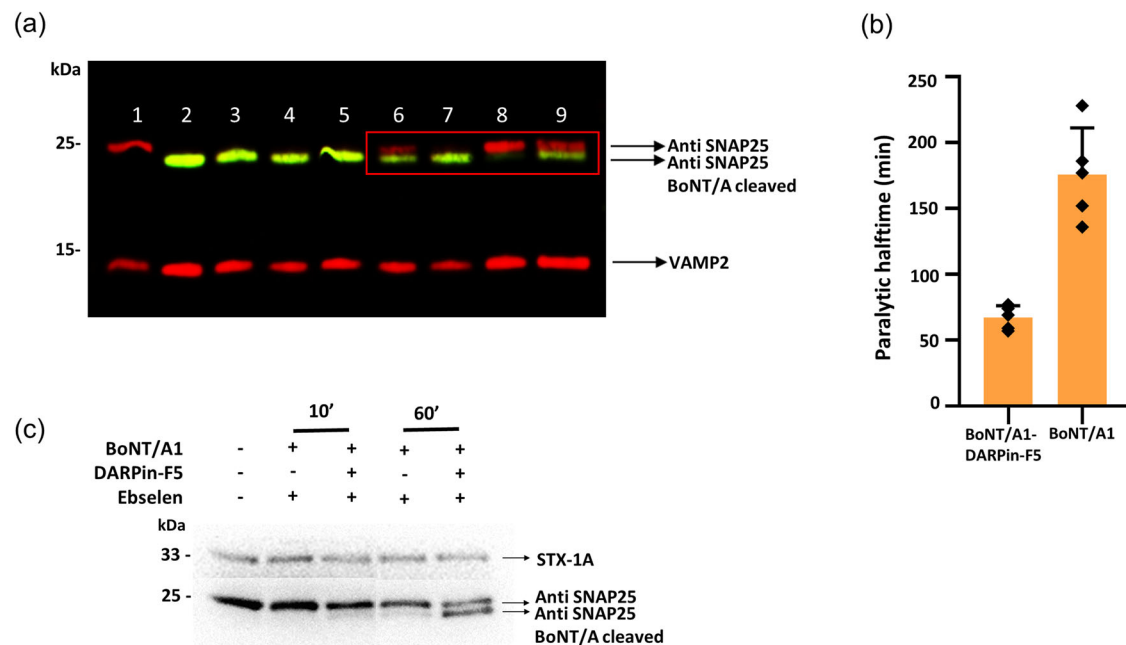 (a)
kDa
1 2 3 4 5 6 7 8 9
25-
Anti SNAP25
Anti SNAP25
BoNT/A cleaved
15-
VAMP2
(b)
Paralytic halftime (min)
250
200
150
100
50
0
BoNT/A1-
DARPin-F5
BoNT/A1
(c)
10' 60'
BoNT/A1 - + + + +
DARPin-F5 - - + - +
Ebselen - + + + +
kDa
33 -
STX-1A
25 -
Anti SNAP25
Anti SNAP25
BoNT/A cleaved